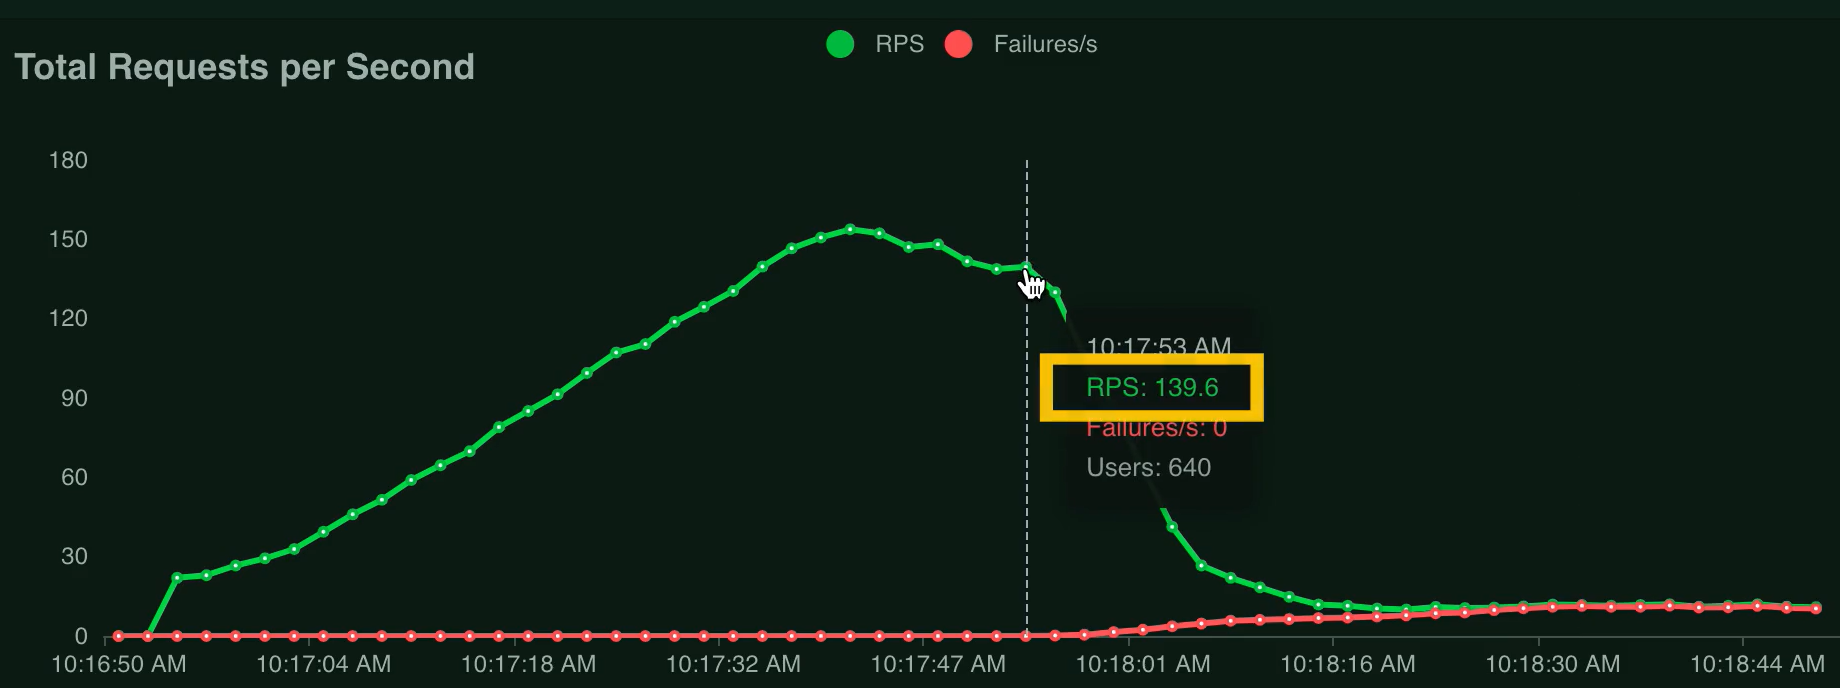 RPS Failures/s
Total Requests per Second
180
150
120
90
60
30
0
10:17:53 AM
RPS: 139.6
Failures/s: 0
Users: 640
10:16:50 AM 10:17:04 AM 10:17:18 AM 10:17:32 AM 10:17:47 AM 10:18:01 AM 10:18:16 AM 10:18:30 AM 10:18:44 AM